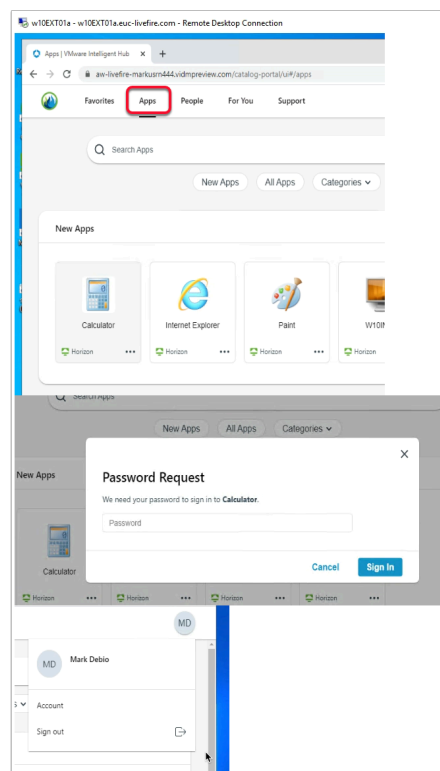 w10EXT01a - w10EXT01a.euc-livefire.com - Remote Desktop Connection
Apps | VMware Intelligent Hub
aw-livefire-markusrn444.vidmpreview.com/catalog-portal/ui#/apps
Favorites Apps People For You Support
Search Apps
New Apps All Apps Categories
New Apps
Calculator Internet Explorer Paint W10IN
Horizon Horizon Horizon Horizon
Search Apps
New Apps All Apps Categories
New Apps
Password Request
We need your password to sign in to Calculator.
Password
Calculator
Cancel Sign In
Horizon Horizon Horizon Horizon
MD
MD Mark Debio
s
Account
Sign out